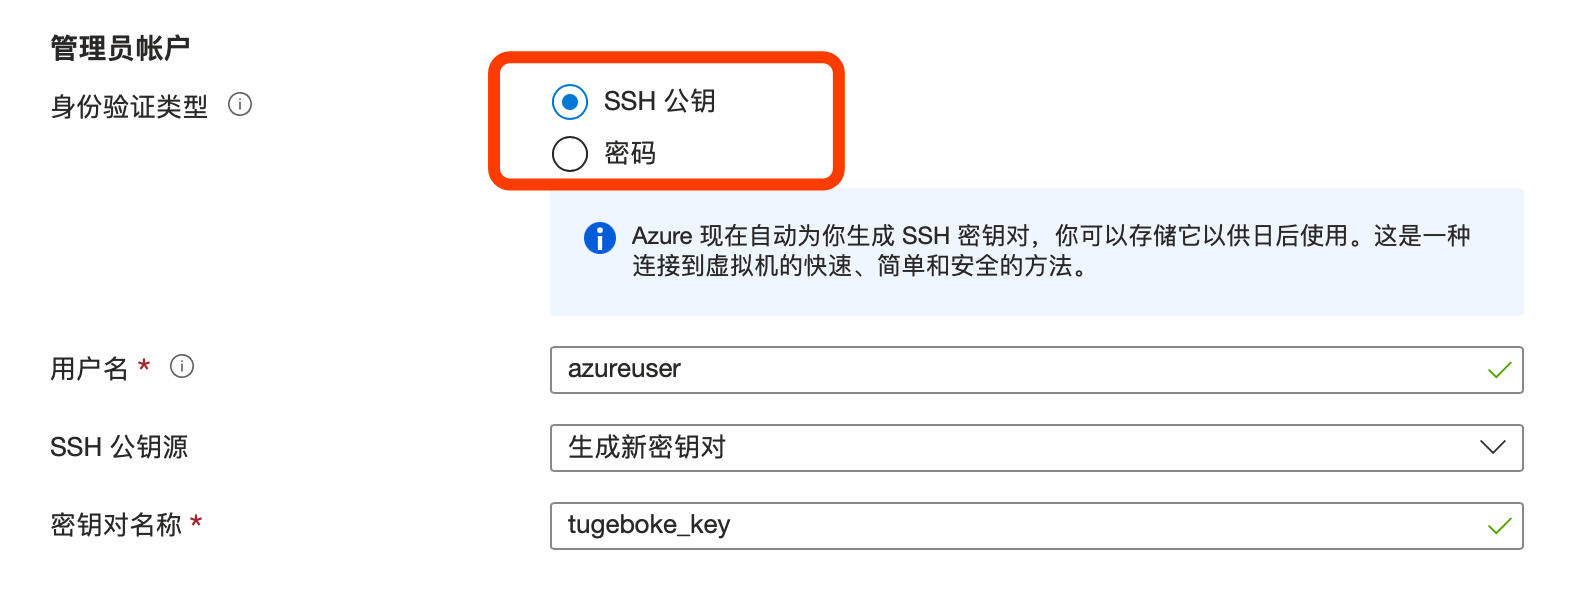 管理员帐户
身份验证类型
SSH 公钥
密码
Azure 现在自动为你生成 SSH 密钥对，你可以存储它以供日后使用。这是一种
连接到虚拟机的快速、简单和安全的方法。
用户名 * azureuser
SSH 公钥源 生成新密钥对
密钥对名称 * tugeboke_key